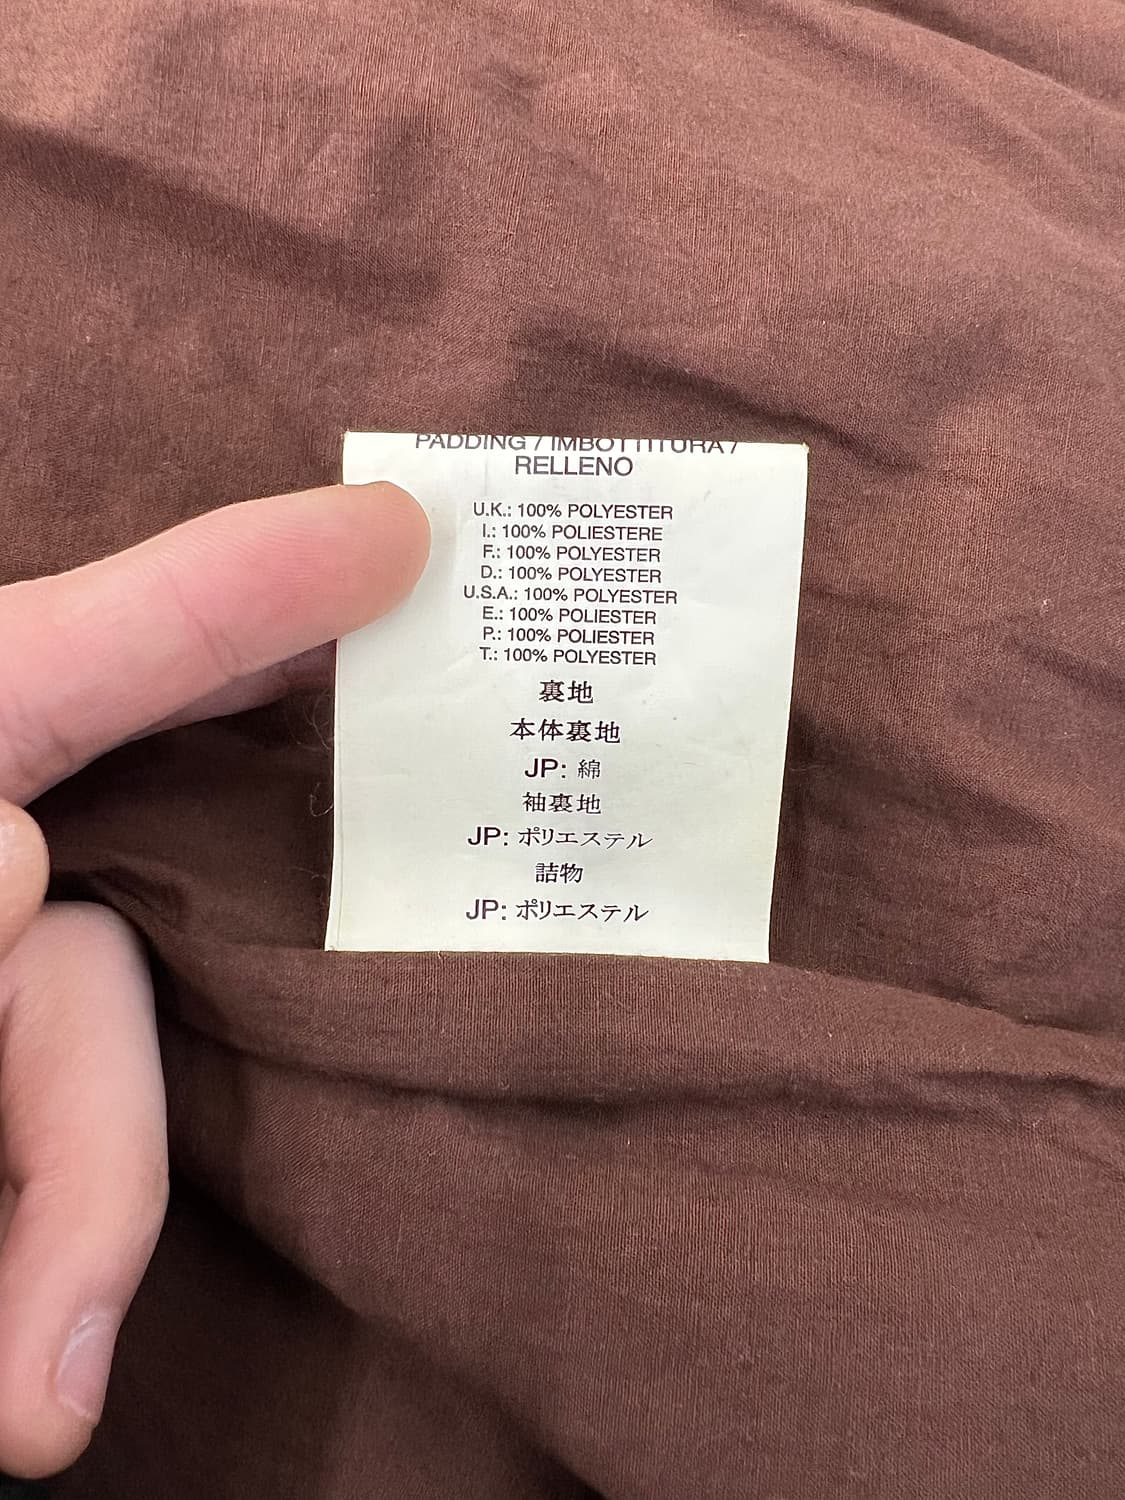 PADDING / IMBOTTITURA /
RELLENO
U.K.: 100% POLYESTER
I.: 100% POLIESTERE
F.: 100% POLYESTER
D.: 100% POLYESTER
U.S.A.: 100% POLYESTER
E.: 100% POLIESTER
P.: 100% POLIESTER
T.: 100% POLYESTER
裏地
本体裏地
JP: 綿
袖裏地
JP: ポリエステル
詰物
JP: ポリエステル